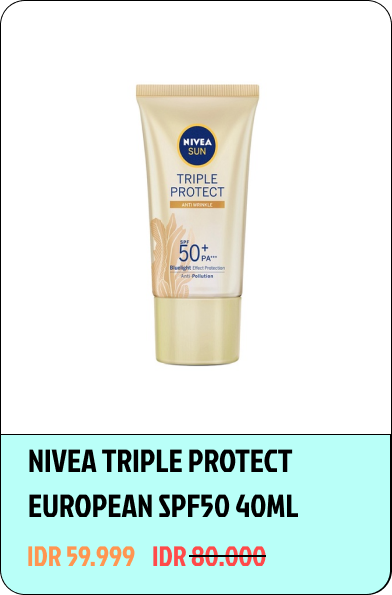 NIVEA
SUN
TRIPLE
PROTECT
ANTI WRINKLE
SPF
50+
PA+++
Bluelight Effect Protection
Anti Pollution
NIVEA TRIPLE PROTECT
EUROPEAN SPF50 40ML
IDR 59.999 IDR 80.000